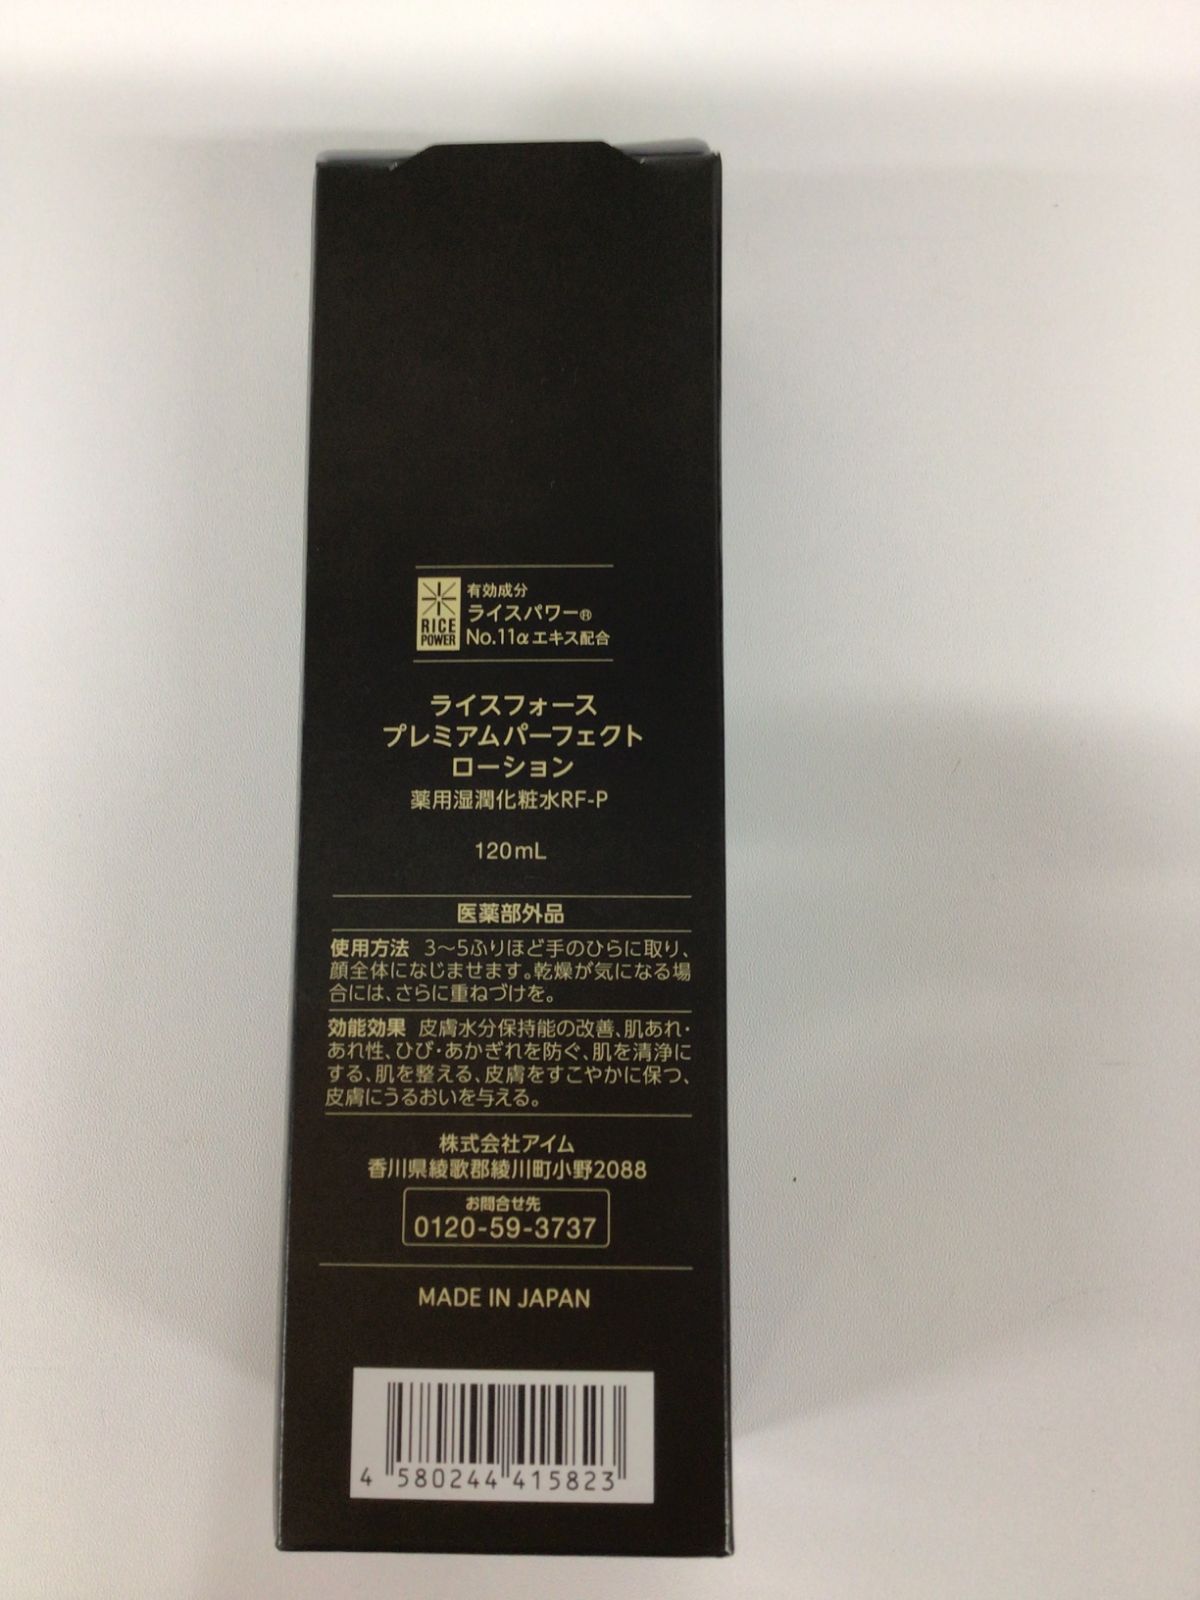 RICE
POWER
有効成分
ライスパワー®
No.11αエキス配合
ライスフォース
プレミアムパーフェクト
ローション
薬用湿潤化粧水RF-P
120mL
医薬部外品
使用方法 3〜5ふりほど手のひらに取り、
顔全体になじませます。乾燥が気になる場
合には、さらに重ねづけを。
効能効果 皮膚水分保持能の改善、肌あれ・
あれ性、ひび・あかぎれを防ぐ、肌を清浄に
する、肌を整える、皮膚をすこやかに保つ、
皮膚にうるおいを与える。
株式会社アイム
香川県綾歌郡綾川町小野2088
お問合せ先
0120-59-3737
MADE IN JAPAN
4 580244 415823